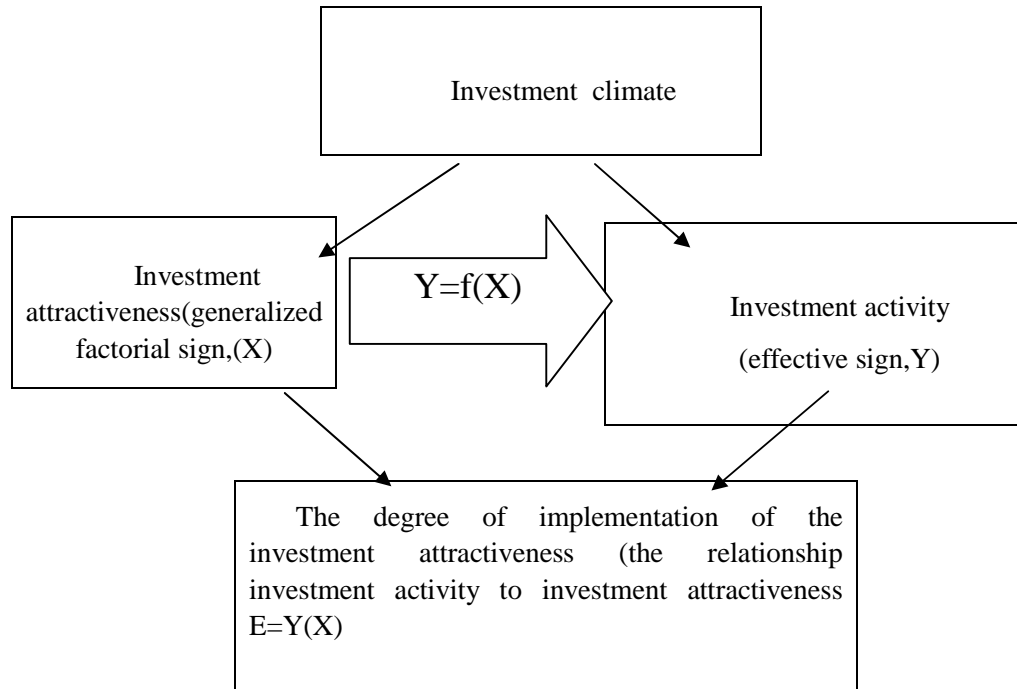 Investment climate
Investment
attractiveness(generalized
factorial sign,(X)
Y=f(X)
Investment activity
(effective sign,Y)
The degree of implementation of the
investment attractiveness (the relationship
investment activity to investment attractiveness
E=Y(X)